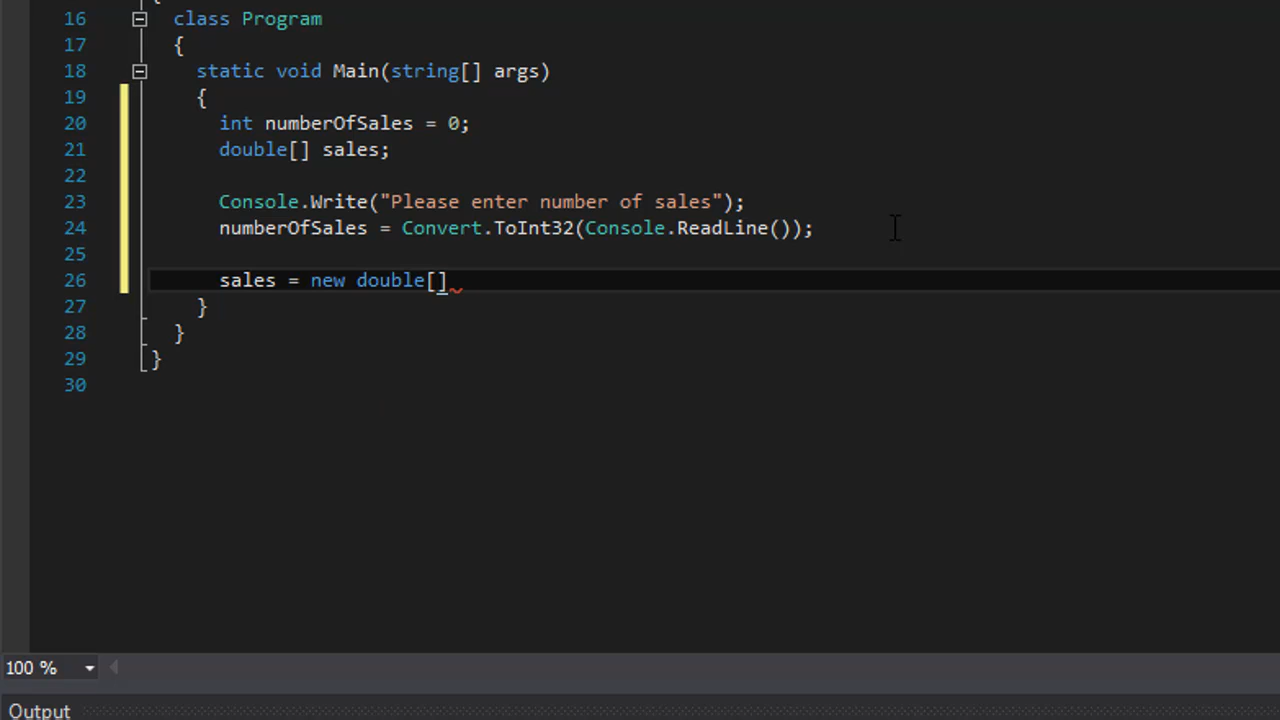 16 class Program
17 {
18 static void Main(string[] args)
19 {
20 int numberOfSales = 0;
21 double[] sales;
22
23 Console.Write("Please enter number of sales");
24 numberOfSales = Convert.ToInt32(Console.ReadLine());
25
26 sales = new double[]
27 }
28 }
29 }
30
100 %
Output